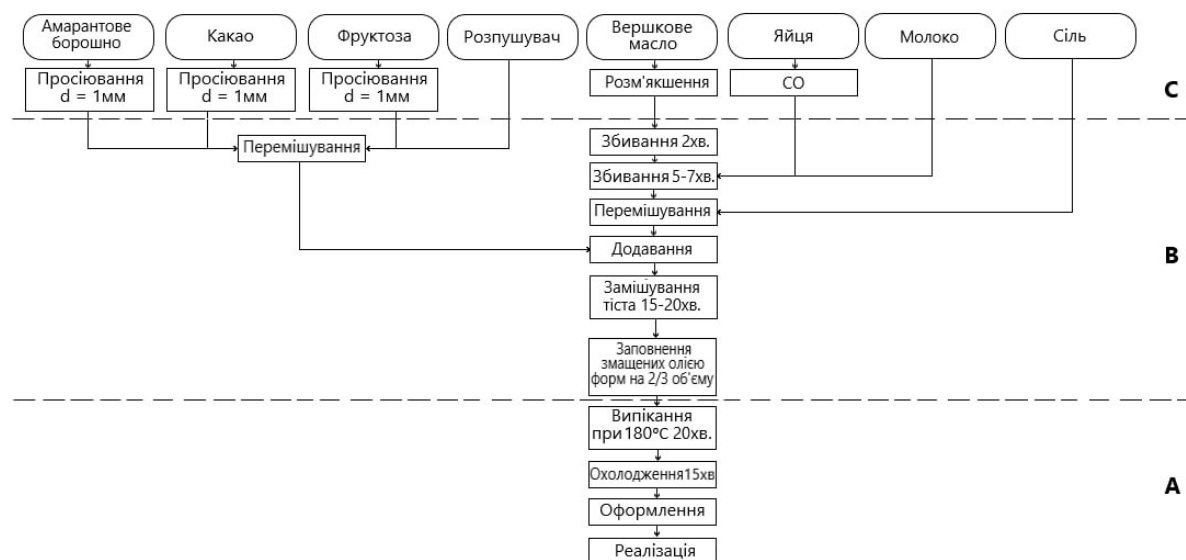 Амарантове
борошно
Какао
Фруктоза
Розпушувач
Вершкове
масло
Яйця
Молоко
Сіль
Просіювання
d = 1мм
Просіювання
d = 1мм
Просіювання
d = 1мм
Розм'якшення
СО
С
Перемішування
Збивання 2хв.
Збивання 5-7хв.
Перемішування
Додавання
В
Замішування
тіста 15-20хв.
Заповнення
змащених олією
форм на 2/3 об'єму
Випікання
при 180°С 20хв.
Охолодження15хв
А
Оформлення
Реалізація